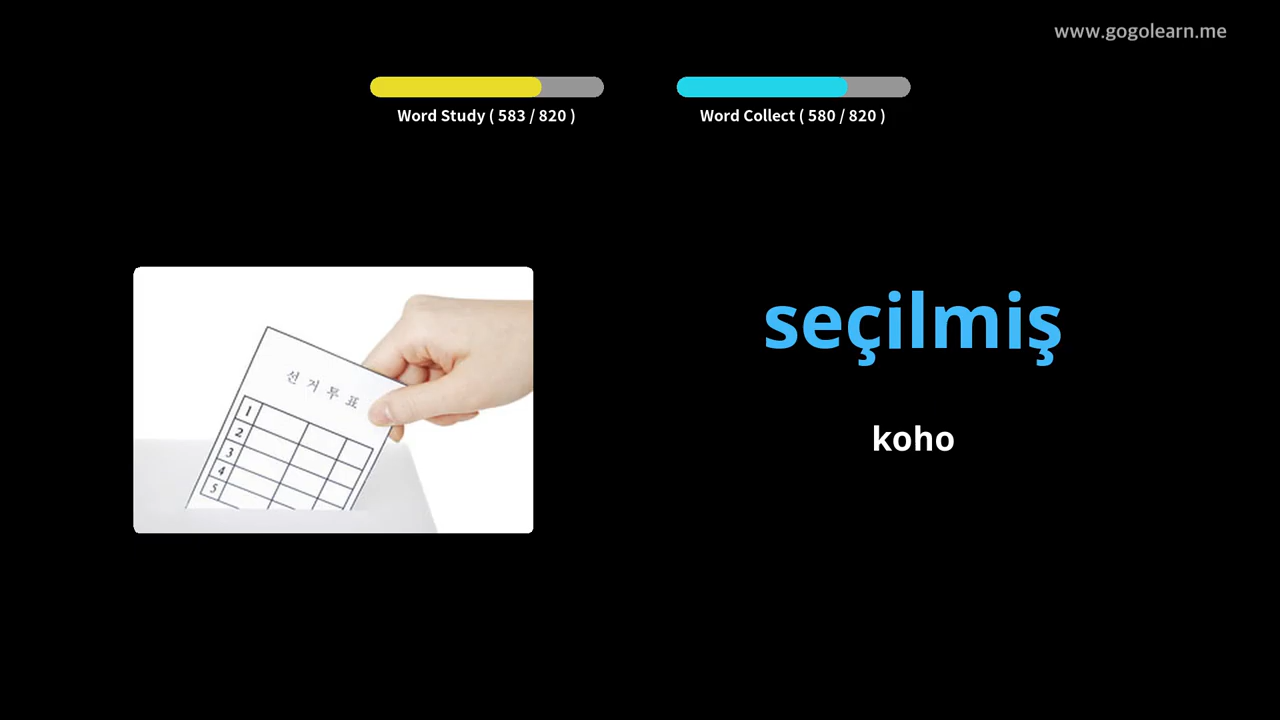 www.gogolearn.me
Word Study ( 583 / 820 )
Word Collect ( 580 / 820 )
선거투표
1
2
3
4
5
seçilmiş
koho